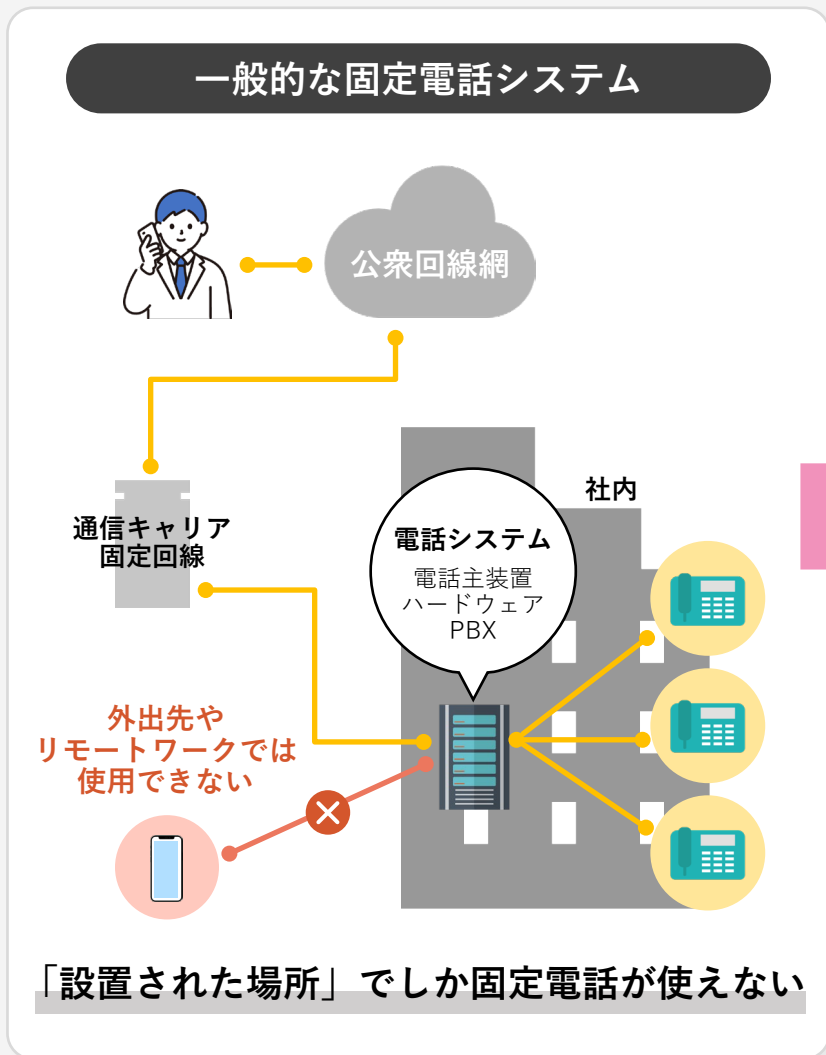 一般的な固定電話システム
公衆回線網
通信キャリア
固定回線
社内
電話システム
電話主装置
ハードウェア
PBX
外出先や
リモートワークでは
使用できない
「設置された場所」でしか固定電話が使えない